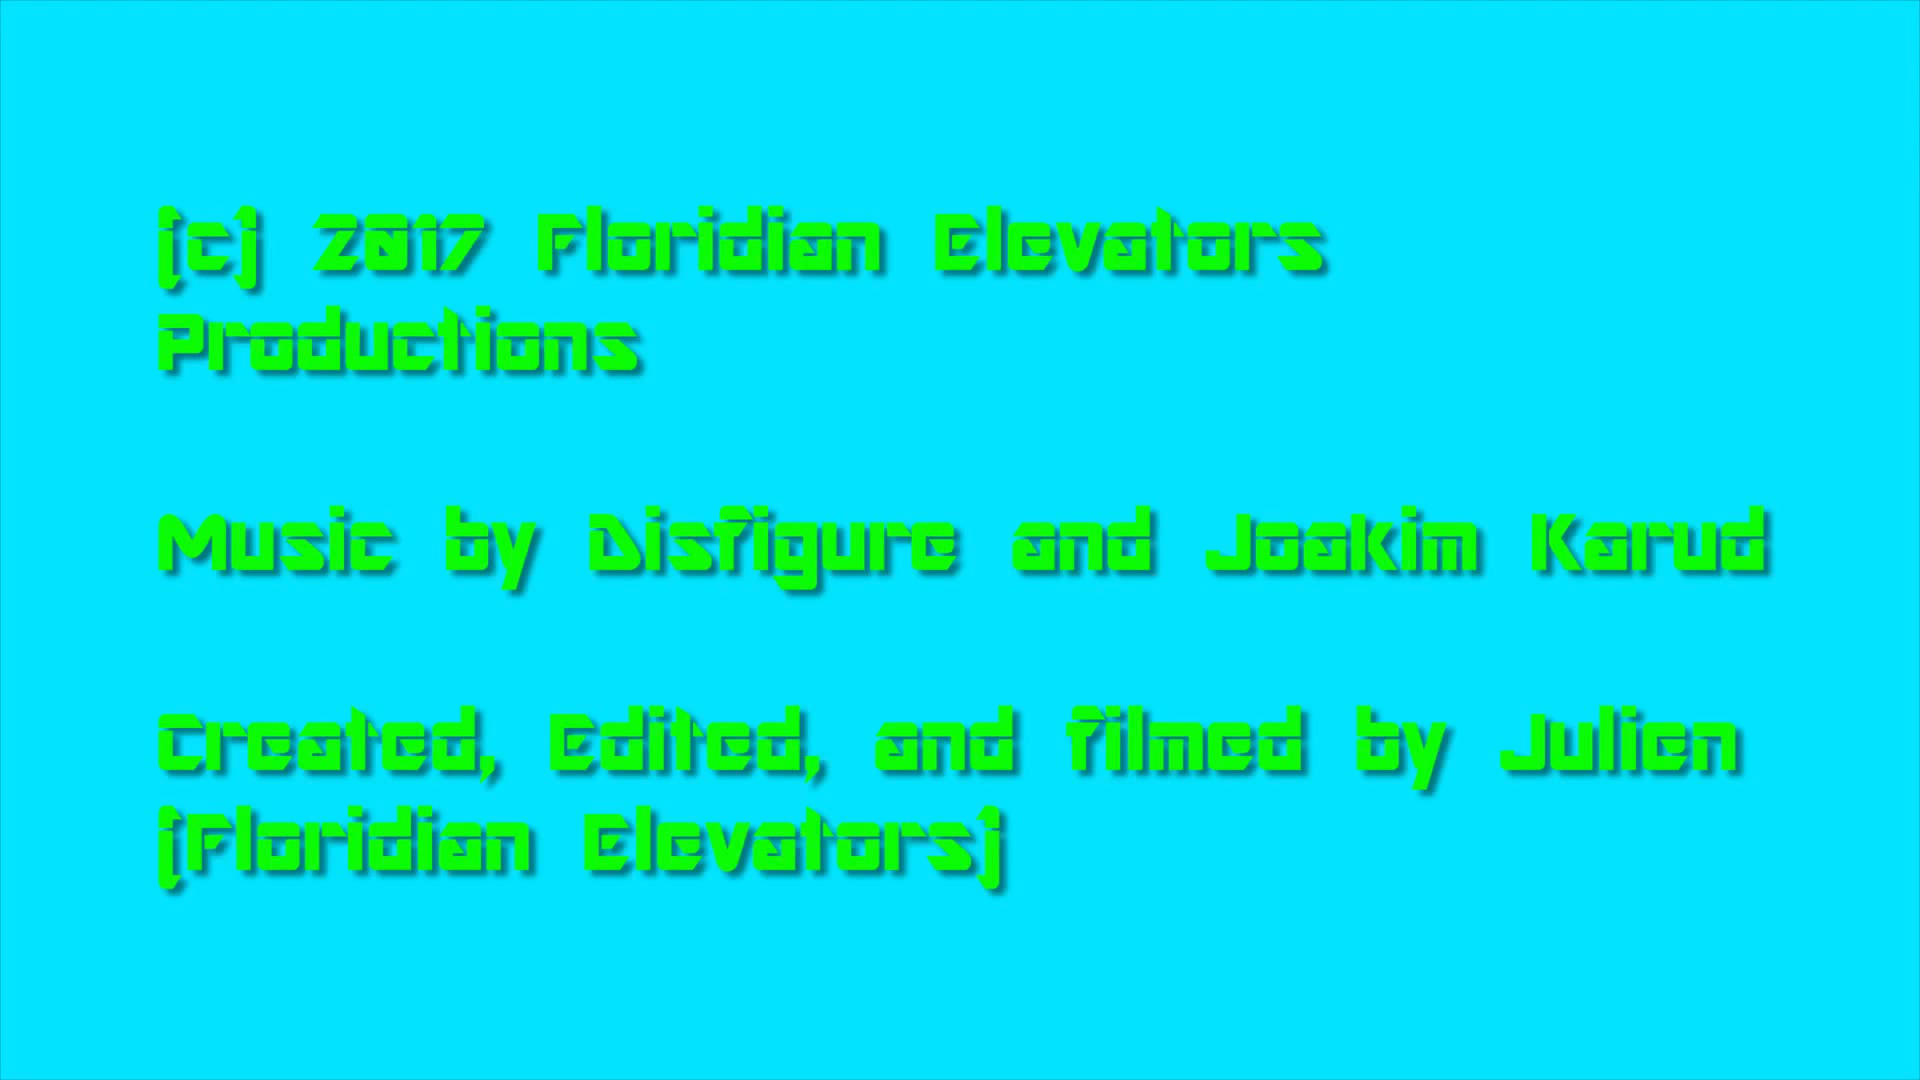 (c) 2017 Floridian Elevators
Productions
Music by Disfigure and Joakim Karud
Created, Edited, and filmed by Julien
(Floridian Elevators)